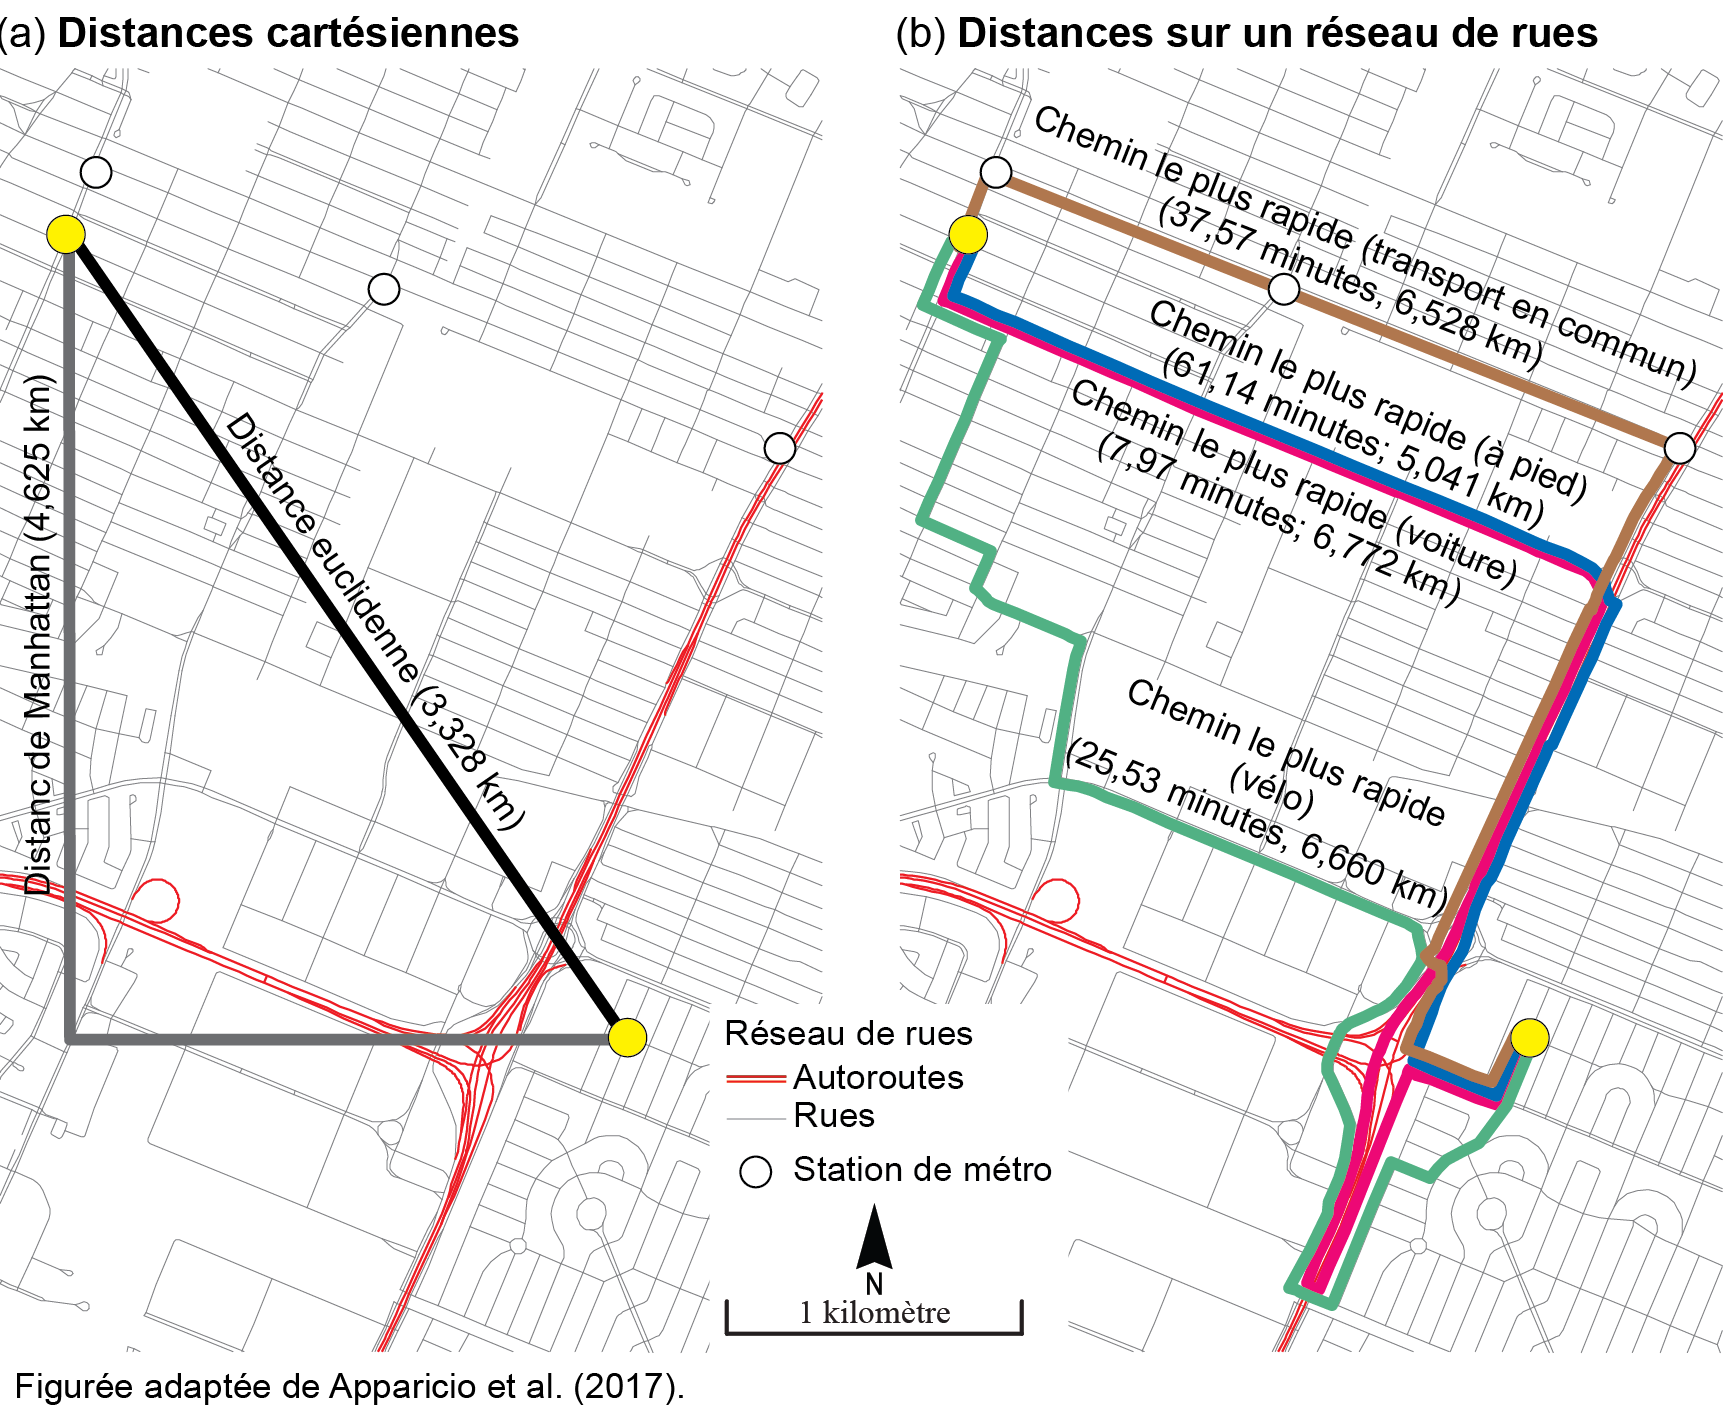 (a) Distances cartésiennes
Distanc de Manhattan (4,625 km)
Distance euclidenne (3,328 km)
(b) Distances sur un réseau de rues
Chemin le plus rapide (transport en commun)
(37,57 minutes, 6,528 km)
Chemin le plus rapide (à pied)
(61,14 minutes; 5,041 km)
Chemin le plus rapide (voiture)
(7,97 minutes; 6,772 km)
Chemin le plus rapide
(vélo)
(25,53 minutes, 6,660 km)
Réseau de rues
Autoroutes
Rues
Station de métro
N
1 kilomètre
Figurée adaptée de Apparicio et al. (2017).